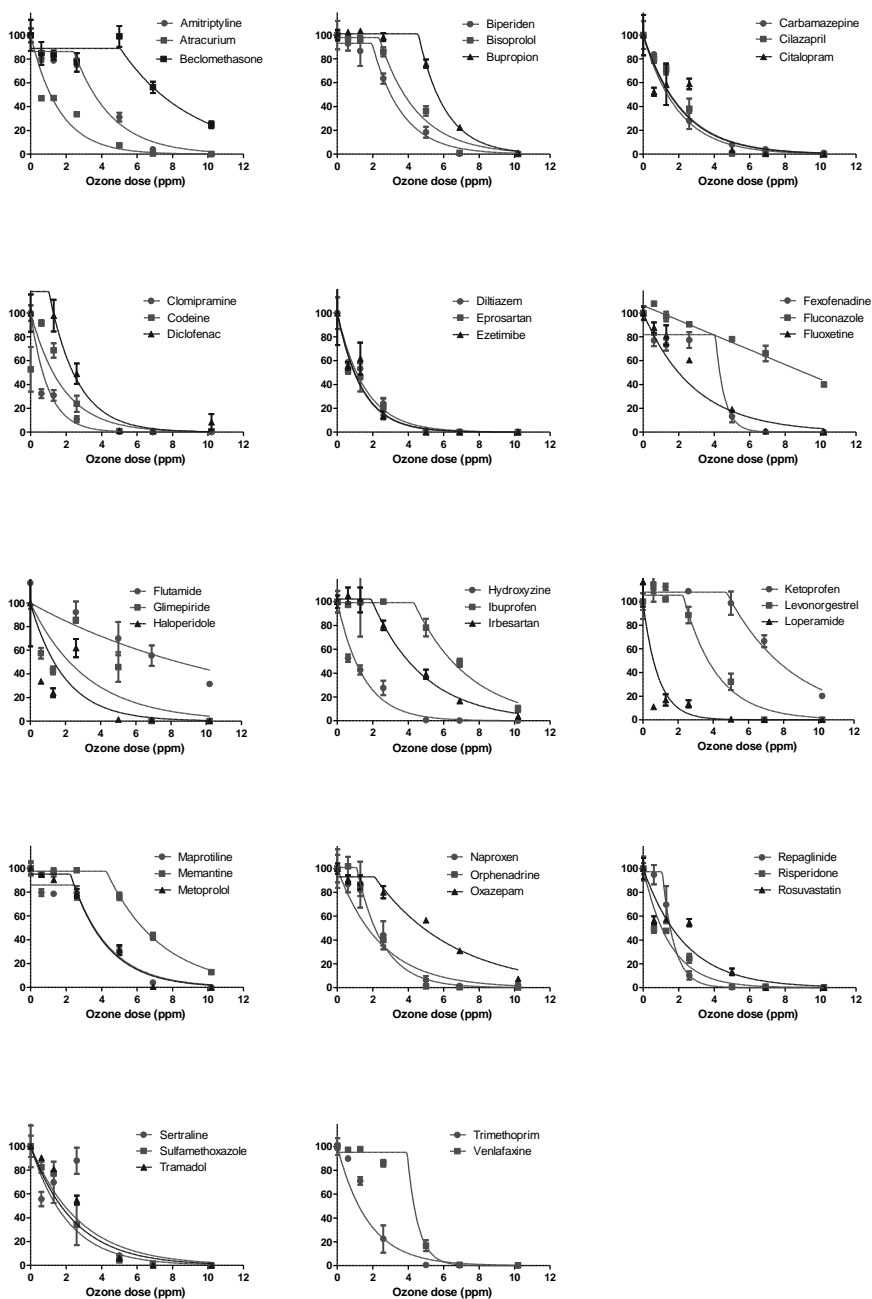 Amitriptyline
Atracurium
Beclomethasone
100
80
60
40
20
0
0 2 4 6 8 10 12
Ozone dose (ppm)
Biperiden
Bisoprolol
Bupropion
100
80
60
40
20
0
0 2 4 6 8 10 12
Ozone dose (ppm)
Carbamazepine
Cilazapril
Citalopram
100
80
60
40
20
0
0 2 4 6 8 10 12
Ozone dose (ppm)
Clomipramine
Codeine
Diclofenac
100
80
60
40
20
0
0 2 4 6 8 10 12
Ozone dose (ppm)
Diltiazem
Eprosartan
Ezetimibe
100
80
60
40
20
0
0 2 4 6 8 10 12
Ozone dose (ppm)
Fexofenadine
Fluconazole
Fluoxetine
100
80
60
40
20
0
0 2 4 6 8 10 12
Ozone dose (ppm)
Flutamide
Glimepiride
Haloperidole
100
80
60
40
20
0
0 2 4 6 8 10 12
Ozone dose (ppm)
Hydroxyzine
Ibuprofen
Irbesartan
100
80
60
40
20
0
0 2 4 6 8 10 12
Ozone dose (ppm)
Ketoprofen
Levonorgestrel
Loperamide
100
80
60
40
20
0
0 2 4 6 8 10 12
Ozone dose (ppm)
Maprotiline
Memantine
Metoprolol
100
80
60
40
20
0
0 2 4 6 8 10 12
Ozone dose (ppm)
Naproxen
Orphenadrine
Oxazepam
100
80
60
40
20
0
0 2 4 6 8 10 12
Ozone dose (ppm)
Repaglinide
Risperidone
Rosuvastatin
100
80
60
40
20
0
0 2 4 6 8 10 12
Ozone dose (ppm)
Sertraline
Sulfamethoxazole
Tramadol
100
80
60
40
20
0
0 2 4 6 8 10 12
Ozone dose (ppm)
Trimethoprim
Venlafaxine
100
80
60
40
20
0
0 2 4 6 8 10 12
Ozone dose (ppm)